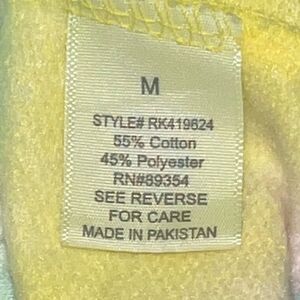 M
STYLE# RK419624
55% Cotton
45% Polyester
RN#89354
SEE REVERSE
FOR CARE
MADE IN PAKISTAN